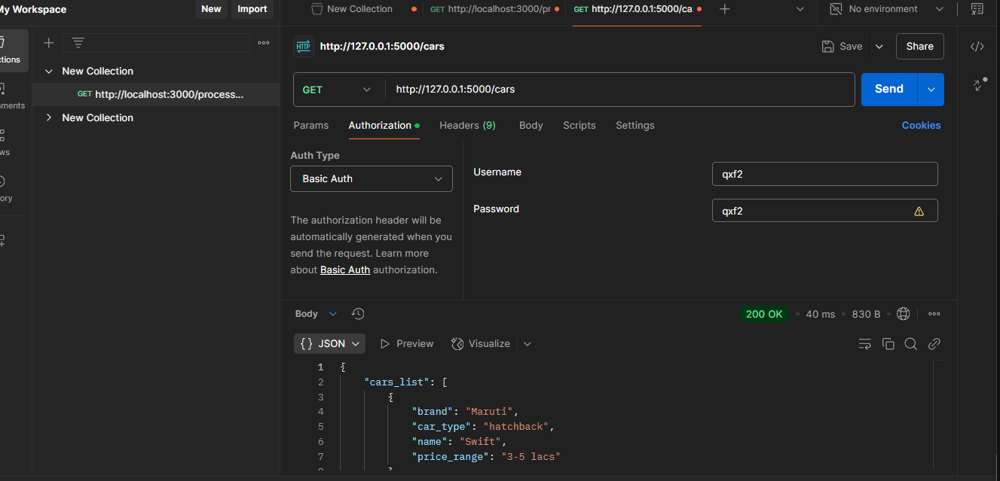 My Workspace
New
Import
New Collection
GET http://localhost:3000/pr
GET http://127.0.0.1:5000/ca
No environment
New Collection
GET http://localhost:3000/process...
New Collection
HTTP
http://127.0.0.1:5000/cars
Save
Share
GET
http://127.0.0.1:5000/cars
Send
Params
Authorization
Headers (9)
Body
Scripts
Settings
Cookies
Auth Type
Basic Auth
The authorization header will be
automatically generated when you
send the request. Learn more
about Basic Auth authorization.
Username
qxf2
Password
qxf2
Body
200 OK
40 ms
830 B
{} JSON
Preview
Visualize
1 {
2 "cars_list": [
3 {
4 "brand": "Maruti",
5 "car_type": "hatchback",
6 "name": "Swift",
7 "price_range": "3-5 lacs"